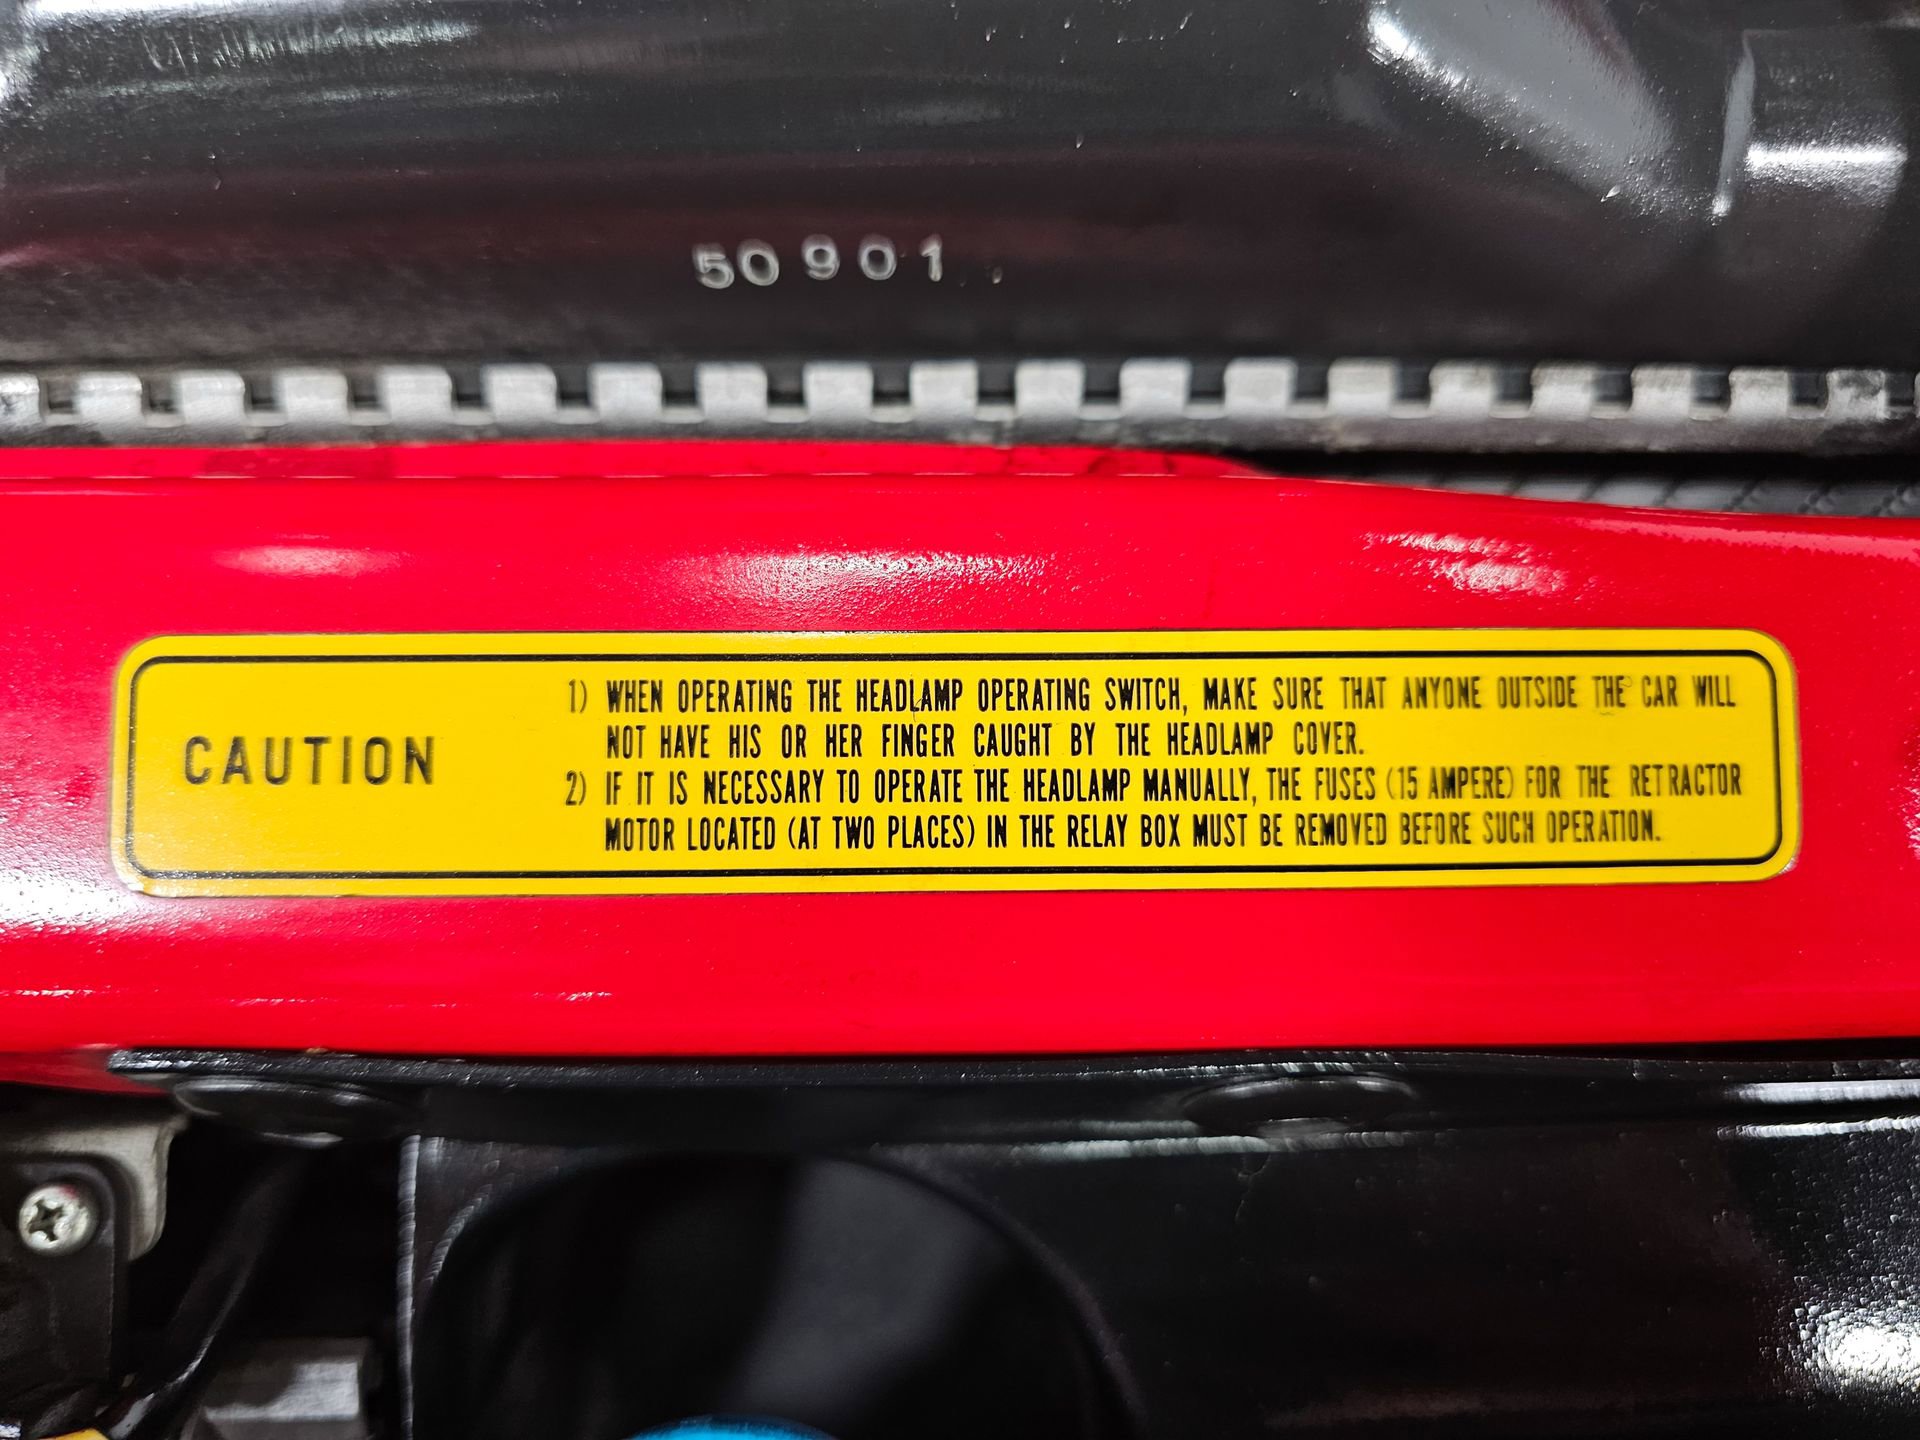 50901
CAUTION
1) WHEN OPERATING THE HEADLAMP OPERATING SWITCH, MAKE SURE THAT ANYONE OUTSIDE THE CAR WILL
NOT HAVE HIS OR HER FINGER CAUGHT BY THE HEADLAMP COVER.
2) IF IT IS NECESSARY TO OPERATE THE HEADLAMP MANUALLY, THE FUSES (15 AMPERE) FOR THE RETRACTOR
MOTOR LOCATED (AT TWO PLACES) IN THE RELAY BOX MUST BE REMOVED BEFORE SUCH OPERATION.